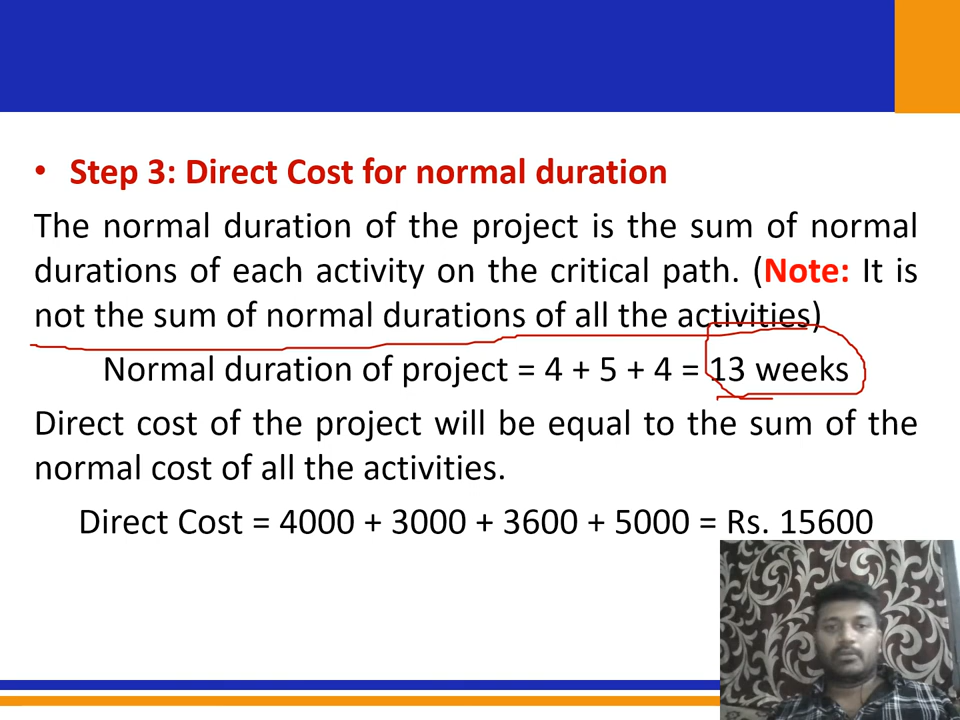 • Step 3: Direct Cost for normal duration
The normal duration of the project is the sum of normal
durations of each activity on the critical path. (Note: It is
not the sum of normal durations of all the activities)
Normal duration of project = 4 + 5 + 4 = 13 weeks
Direct cost of the project will be equal to the sum of the
normal cost of all the activities.
Direct Cost = 4000 + 3000 + 3600 + 5000 = Rs. 15600